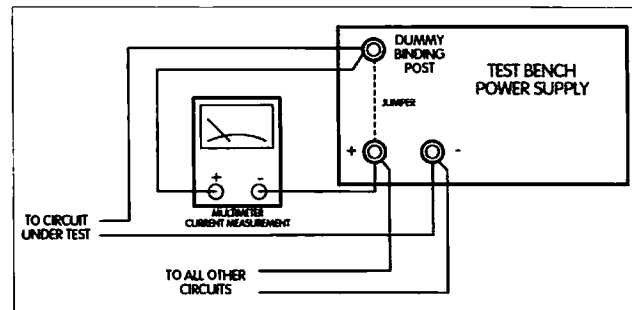 DUMMY
BINDING
POST
TEST BENCH
POWER SUPPLY
JUMPER
+ -
+ -
MULTIMETER
CURRENT MEASUREMENT
TO CIRCUIT
UNDER TEST
TO ALL OTHER
CIRCUITS